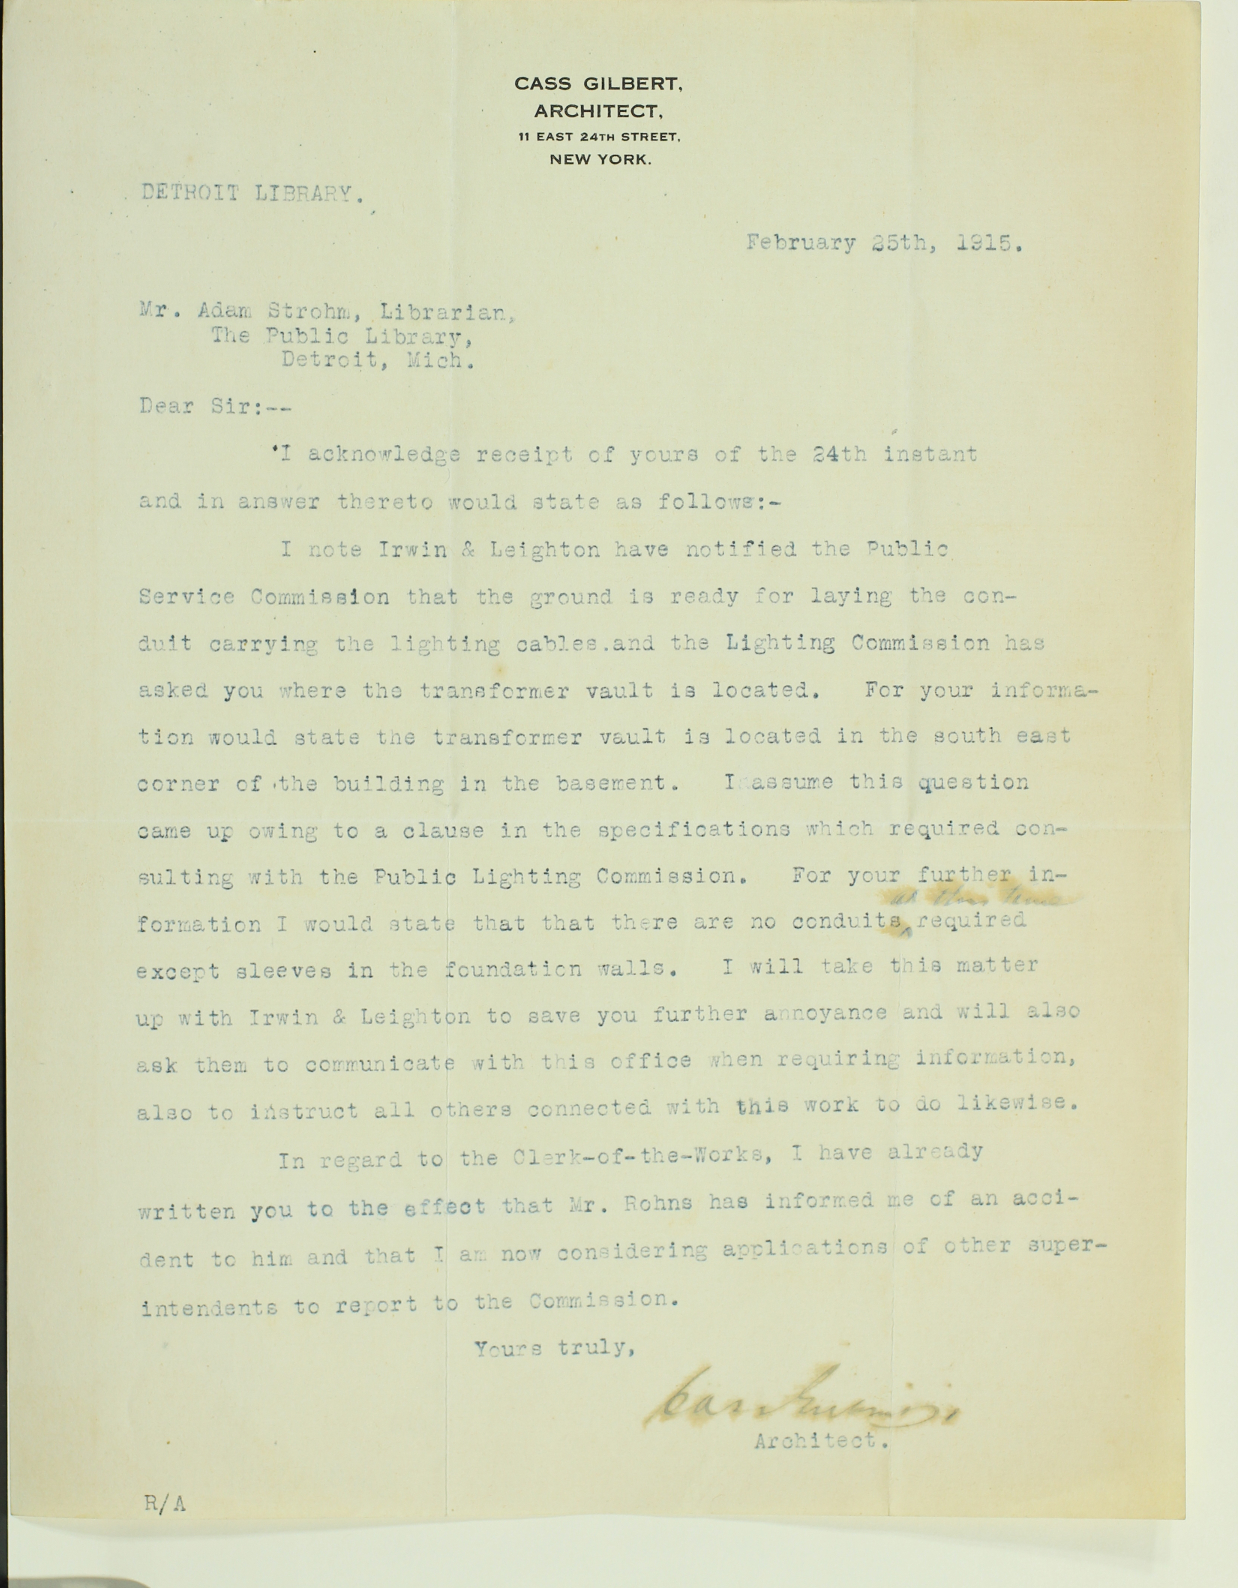 CASS GILBERT,
ARCHITECT,
11 EAST 24TH STREET,
NEW YORK.
DETROIT LIBRARY.
February 25th, 1915.
Mr. Adam Strohm, Librarian,
The Public Library,
Detroit, Mich.
Dear Sir:--
I acknowledge receipt of yours of the 24th instant
and in answer thereto would state as follows:-
I note Irwin & Leighton have notified the Public
Service Commission that the ground is ready for laying the con-
duit carrying the lighting cables.and the Lighting Commission has
asked you where the transformer vault is located. For your informa-
tion would state the transformer vault is located in the south east
corner of the building in the basement. I assume this question
came up owing to a clause in the specifications which required con-
sulting with the Public Lighting Commission. For your further in-
at this time
formation I would state that that there are no conduits required
except sleeves in the foundation walls. I will take this matter
up with Irwin & Leighton to save you further annoyance and will also
ask them to communicate with this office when requiring information,
also to instruct all others connected with this work to do likewise.
In regard to the Clerk-of-the-Works, I have already
written you to the effect that Mr. Rohns has informed me of an acci-
dent to him and that I am now considering applications of other super-
intendents to report to the Commission.
Yours truly,
Cass Gilbert
Architect.
R/A